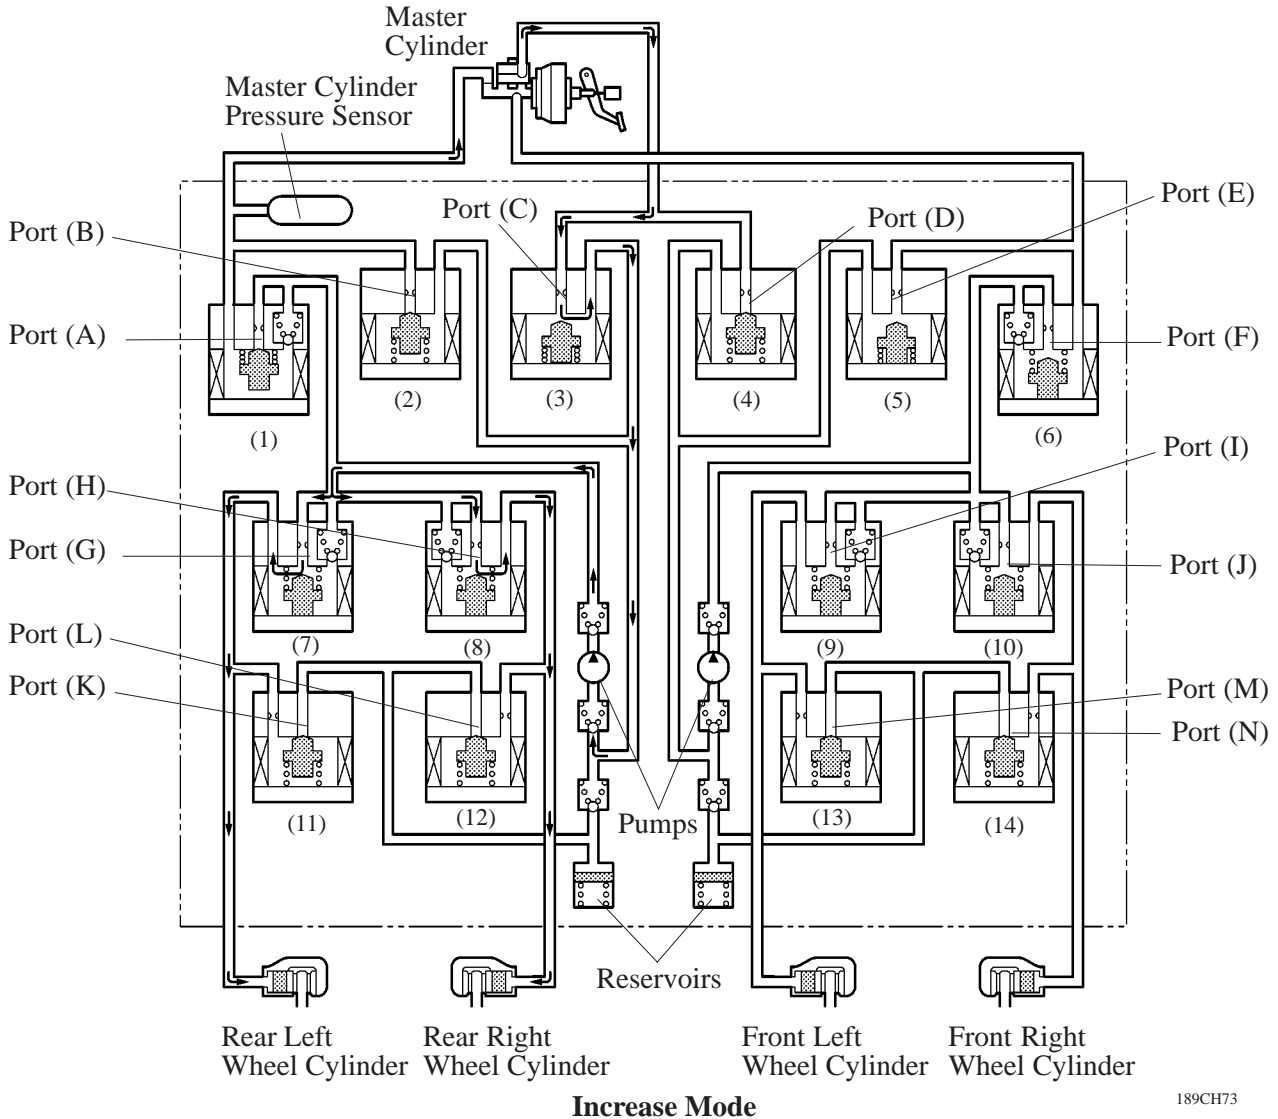 Master
Cylinder
Master Cylinder
Pressure Sensor
Port (B)
Port (C)
Port (D)
Port (E)
Port (A)
Port (F)
(1)
(2)
(3)
(4)
(5)
(6)
Port (H)
Port (I)
Port (G)
Port (J)
(7)
(8)
(9)
(10)
Port (L)
Port (K)
Port (M)
Port (N)
(11)
(12)
Pumps
(13)
(14)
Reservoirs
Rear Left
Wheel Cylinder
Rear Right
Wheel Cylinder
Front Left
Wheel Cylinder
Front Right
Wheel Cylinder
Increase Mode
189CH73